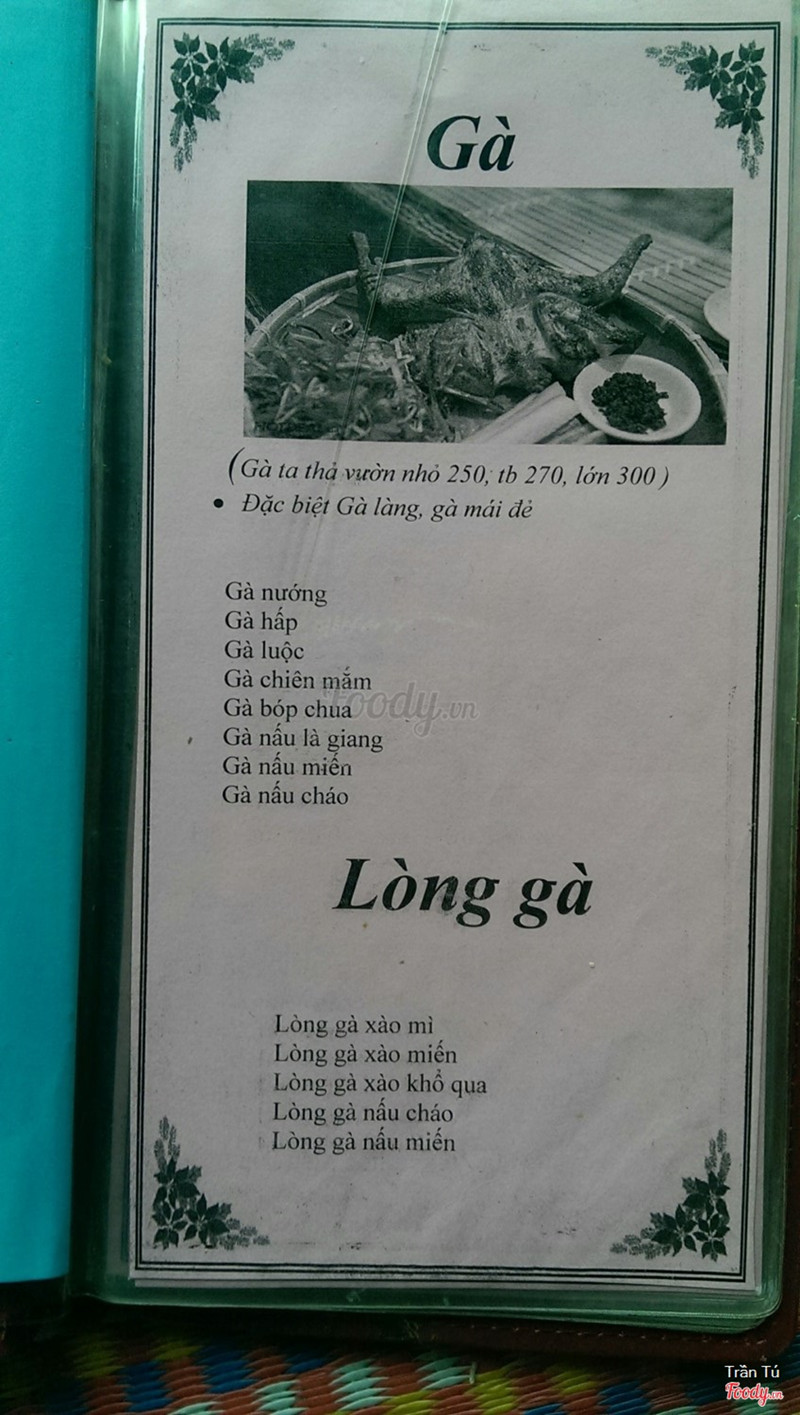 Gà
(Gà ta thả vườn nhỏ 250, tb 270, lớn 300)
• Đặc biệt Gà làng, gà mái đẻ
Gà nướng
Gà hấp
Gà luộc
Gà chiên mắm
Gà bóp chua
Gà nấu là giang
Gà nấu miến
Gà nấu cháo
foody.vn
Lòng gà
Lòng gà xào mì
Lòng gà xào miến
Lòng gà xào khổ qua
Lòng gà nấu cháo
Lòng gà nấu miến
Trần Tú
Foody.vn